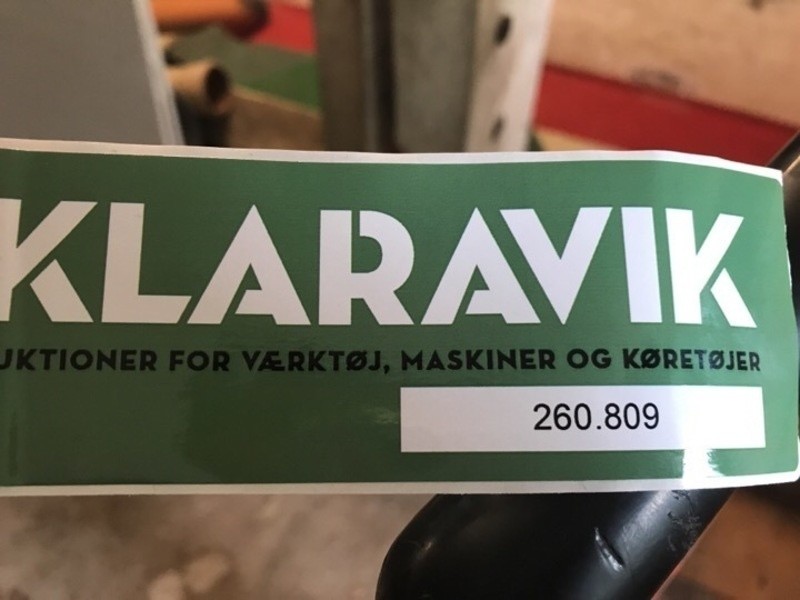 KLARAVIK
UKTIONER FOR VÆRKTØJ, MASKINER OG KØRETØJER
260.809